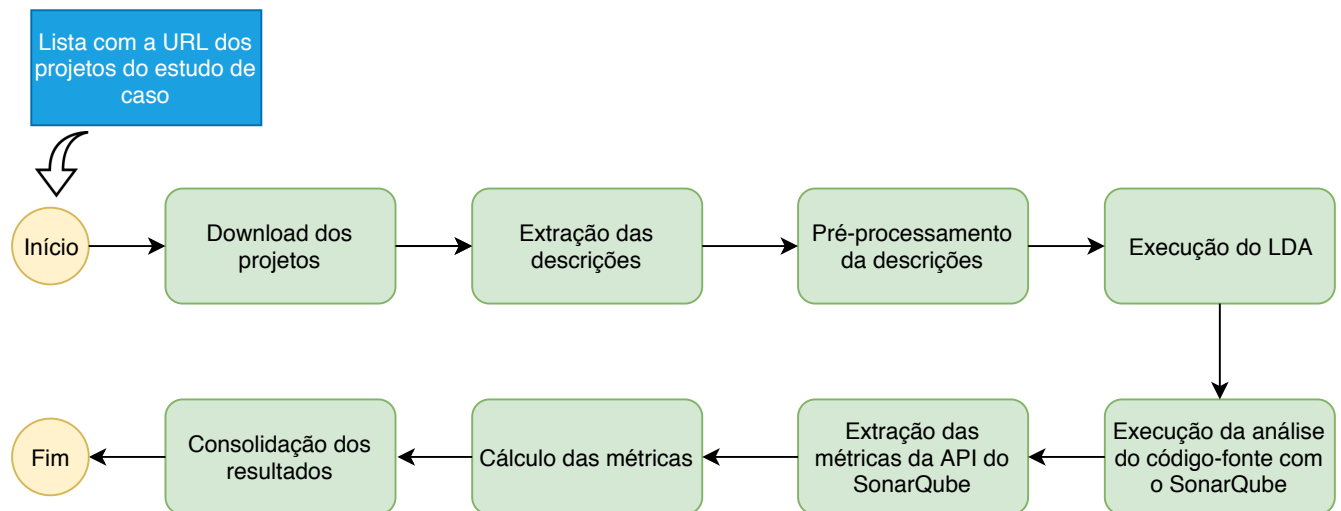 Lista com a URL dos
projetos do estudo de
caso
Início
Download dos
projetos
Extração das
descrições
Pré-processamento
da descrições
Execução do LDA
Execução da análise
do código-fonte com
o SonarQube
Extração das
métricas da API do
SonarQube
Cálculo das métricas
Consolidação dos
resultados
Fim